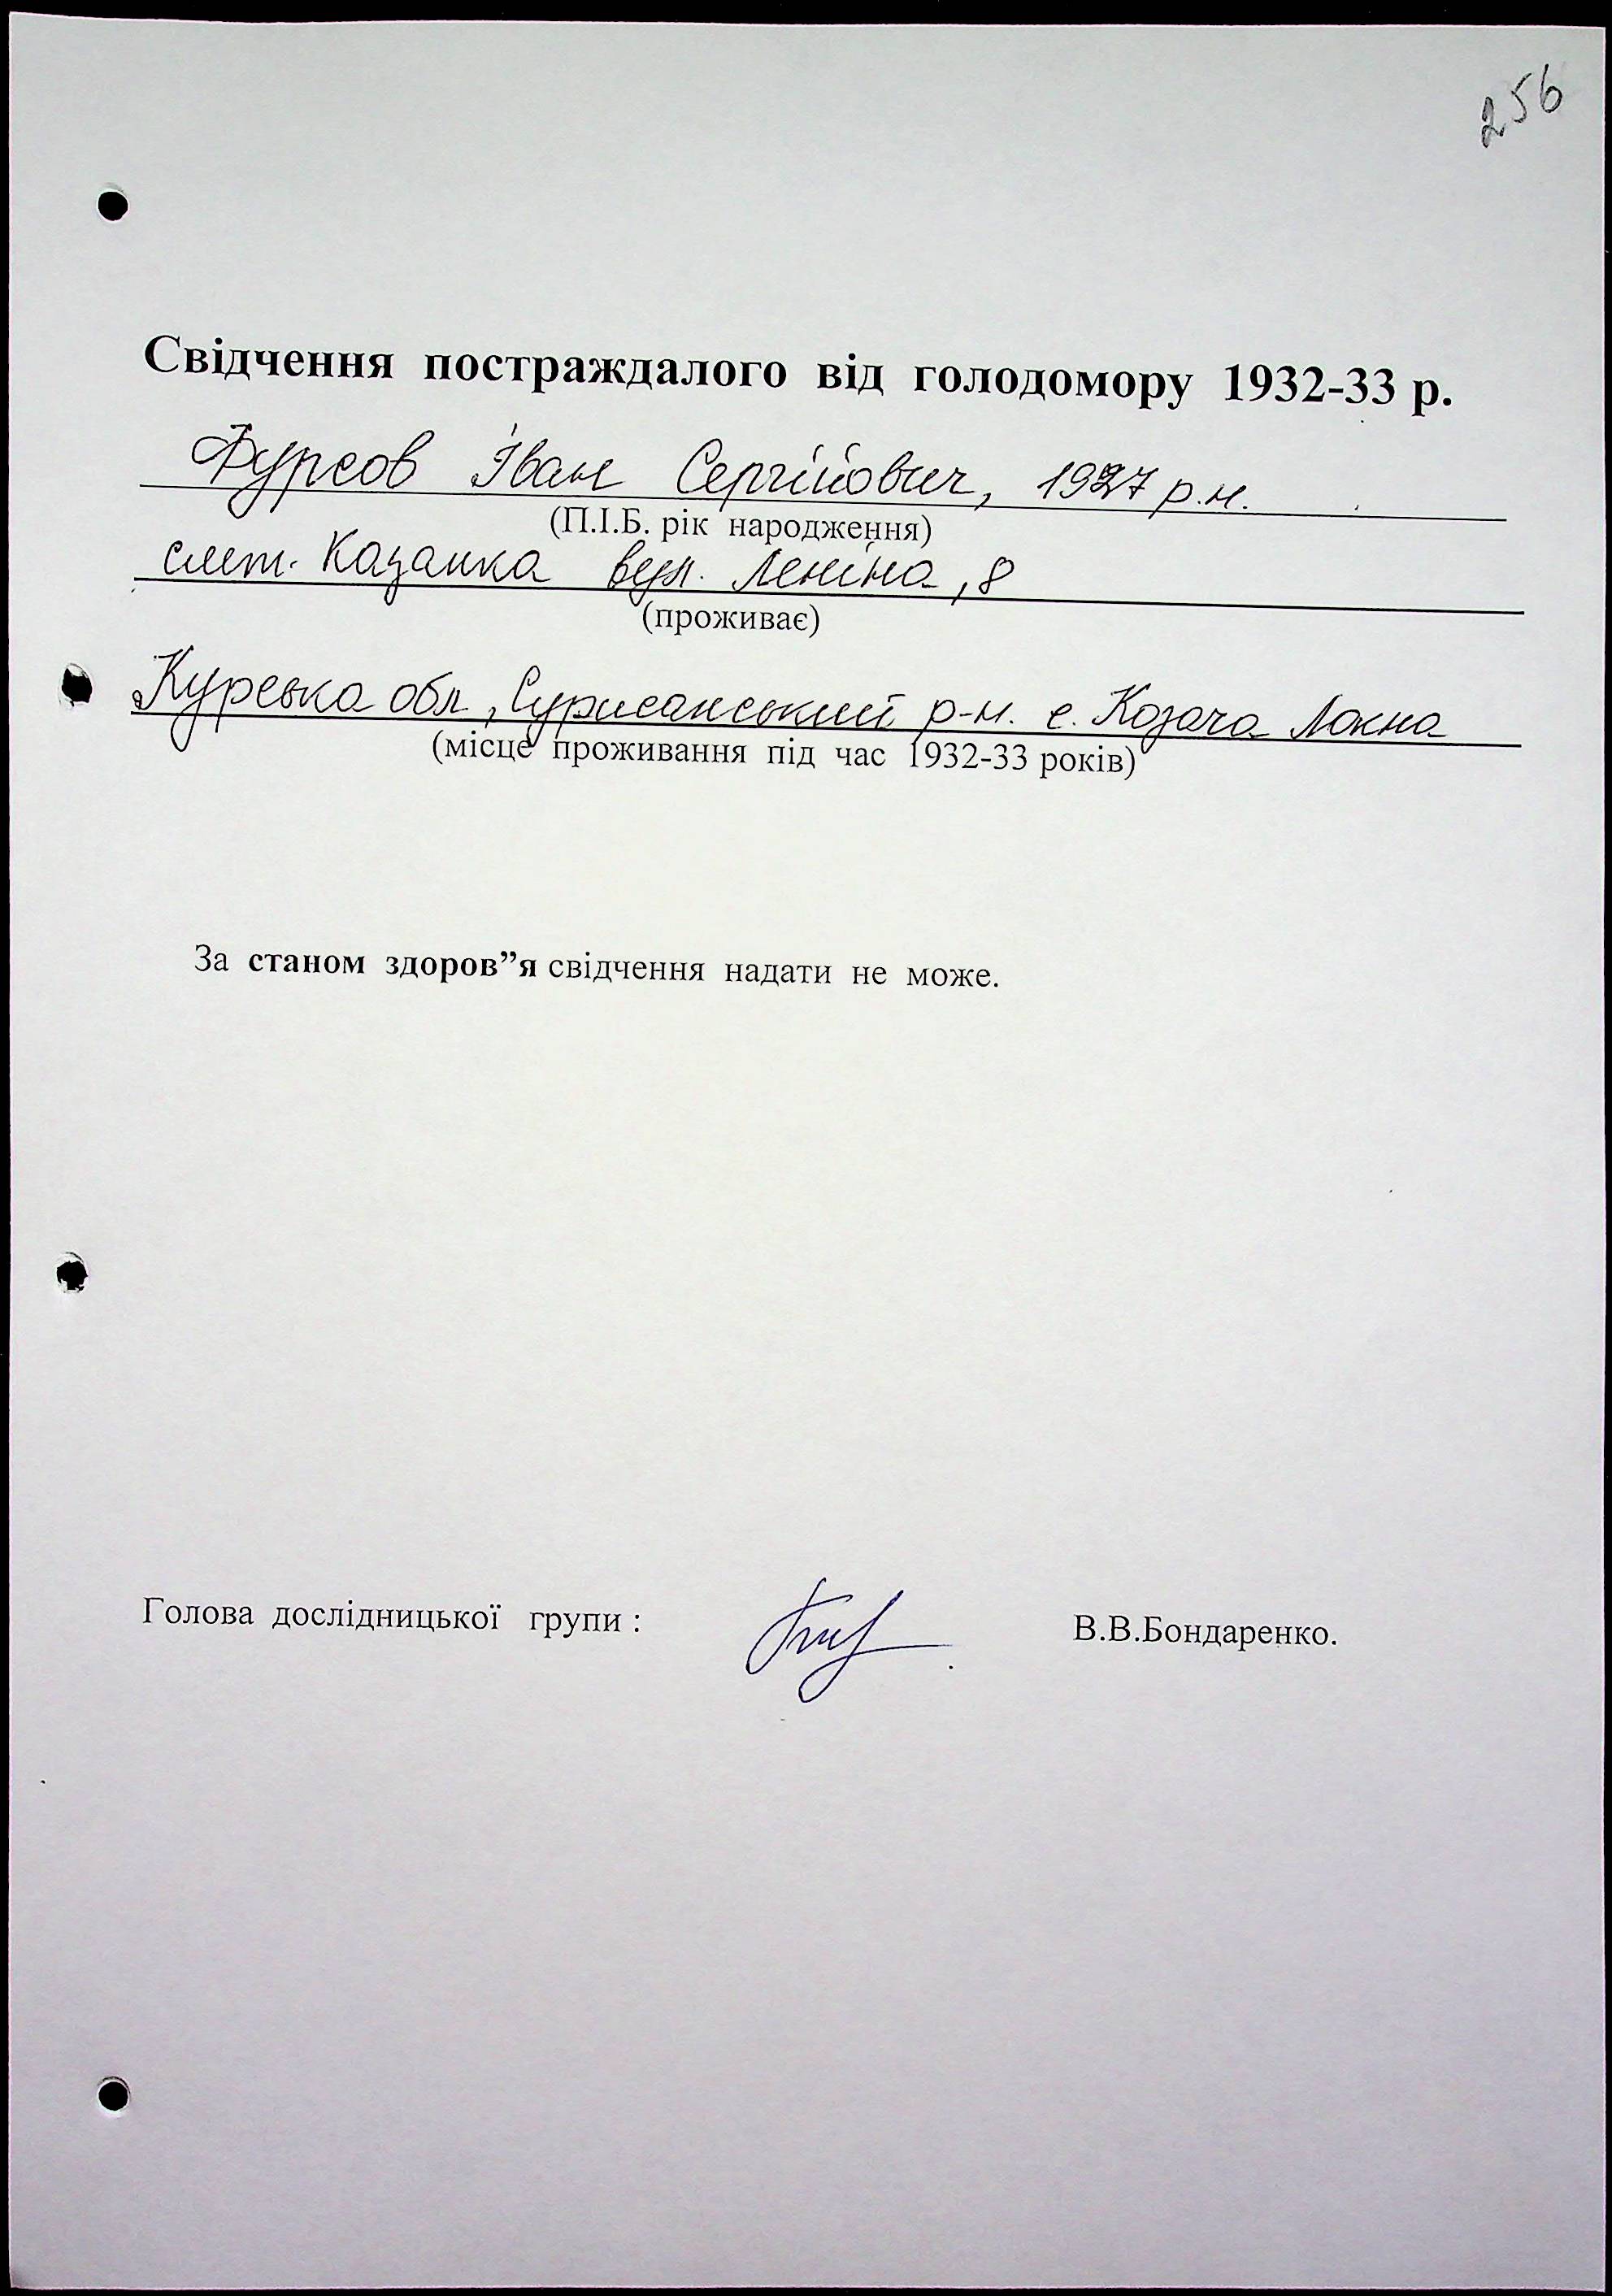 256
Свідчення постраждалого від голодомору 1932-33 р.
Фурсов Іван Сергійович, 1927 р.н.
(П.І.Б. рік народження)
смт. Казанка вул. Леніна, 8
(проживає)
Курська обл, р-н. с. Козача Локна
(місце проживання під час 1932-33 років)
За станом здоров”я свідчення надати не може.
Голова дослідницької групи : В.В.Бондаренко.